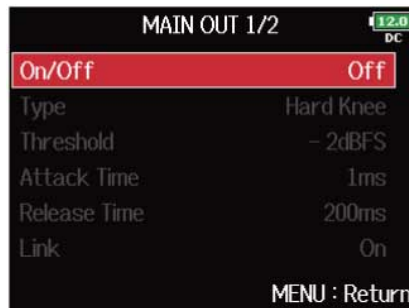 MAIN OUT 1/2
12.0
DC
On/Off Off
Type Hard Knee
Threshold - 2dBFS
Attack Time 1ms
Release Time 200ms
Link On
MENU : Return